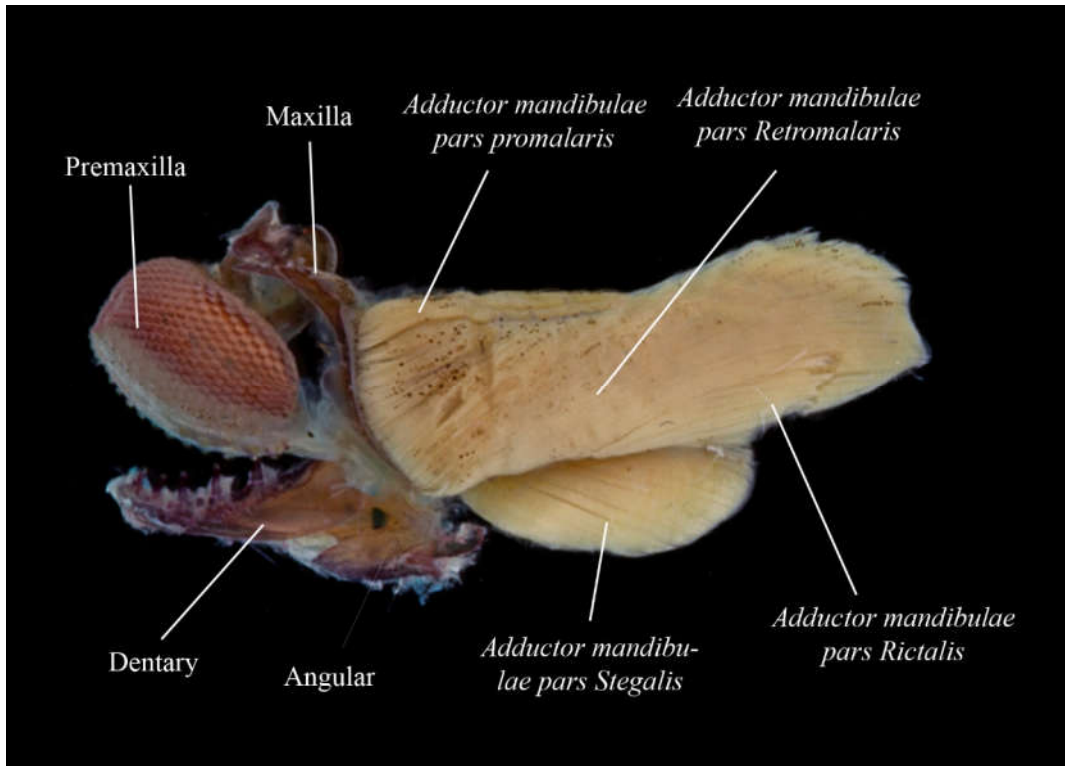 Adductor mandibulae
pars promalaris
Adductor mandibulae
pars Retromalaris
Maxilla
Premaxilla
Dentary
Angular
Adductor mandibu-
lae pars Stegalis
Adductor mandibulae
pars Rictalis